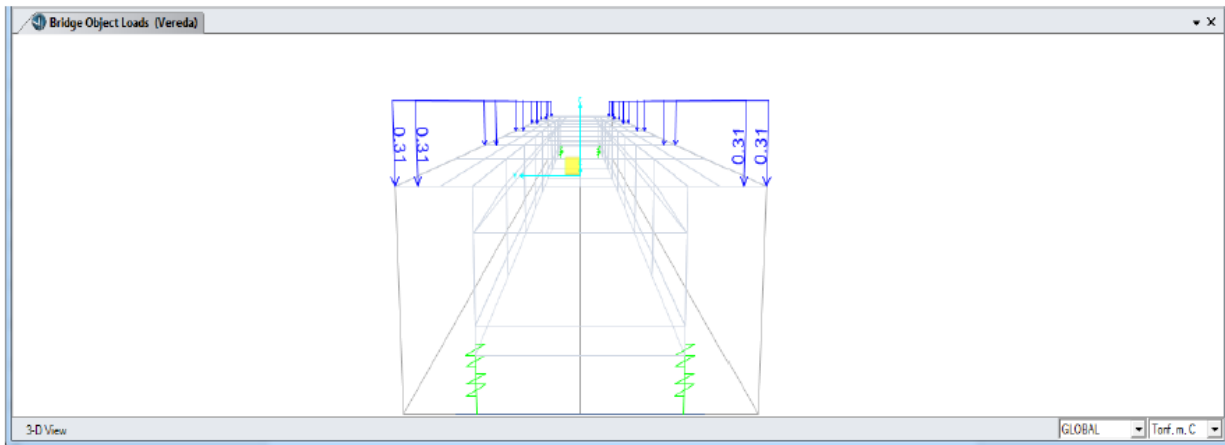 Bridge Object Loads (Vereda)
0.31 0.31 0.31 0.31
3-D View
GLOBAL
Tonf, m, C